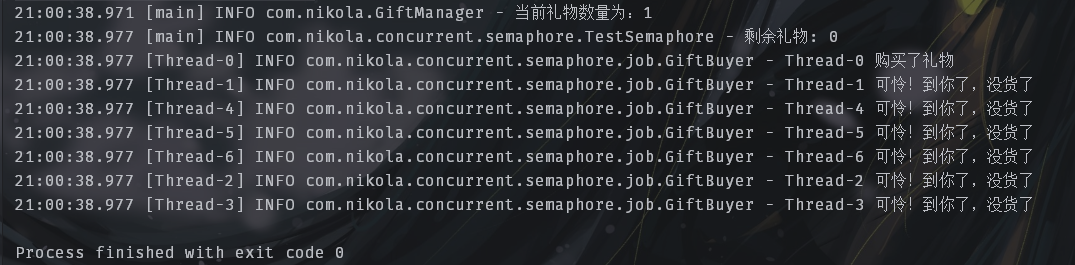 21:00:38.971 [main] INFO com.nikola.GiftManager - 当前礼物数量为：1
21:00:38.977 [main] INFO com.nikola.concurrent.semaphore.TestSemaphore - 剩余礼物: 0
21:00:38.977 [Thread-0] INFO com.nikola.concurrent.semaphore.job.GiftBuyer - Thread-0 购买了礼物
21:00:38.977 [Thread-1] INFO com.nikola.concurrent.semaphore.job.GiftBuyer - Thread-1 可怜！到你了，没货了
21:00:38.977 [Thread-4] INFO com.nikola.concurrent.semaphore.job.GiftBuyer - Thread-4 可怜！到你了，没货了
21:00:38.977 [Thread-5] INFO com.nikola.concurrent.semaphore.job.GiftBuyer - Thread-5 可怜！到你了，没货了
21:00:38.977 [Thread-6] INFO com.nikola.concurrent.semaphore.job.GiftBuyer - Thread-6 可怜！到你了，没货了
21:00:38.977 [Thread-2] INFO com.nikola.concurrent.semaphore.job.GiftBuyer - Thread-2 可怜！到你了，没货了
21:00:38.977 [Thread-3] INFO com.nikola.concurrent.semaphore.job.GiftBuyer - Thread-3 可怜！到你了，没货了
Process finished with exit code 0